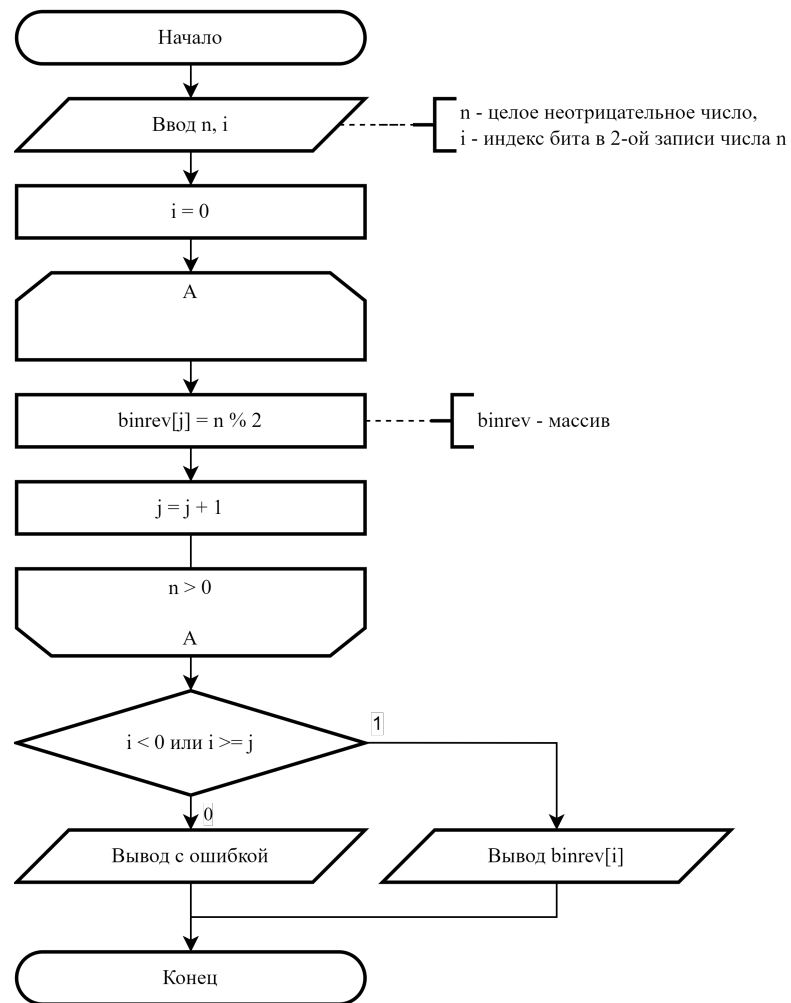 Начало
Ввод n, i
n - целое неотрицательное число,
i - индекс бита в 2-ой записи числа n
i = 0
A
binrev[j] = n % 2
binrev - массив
j = j + 1
n > 0
A
i < 0 или i >= j
1
0
Вывод с ошибкой
Вывод binrev[i]
Конец